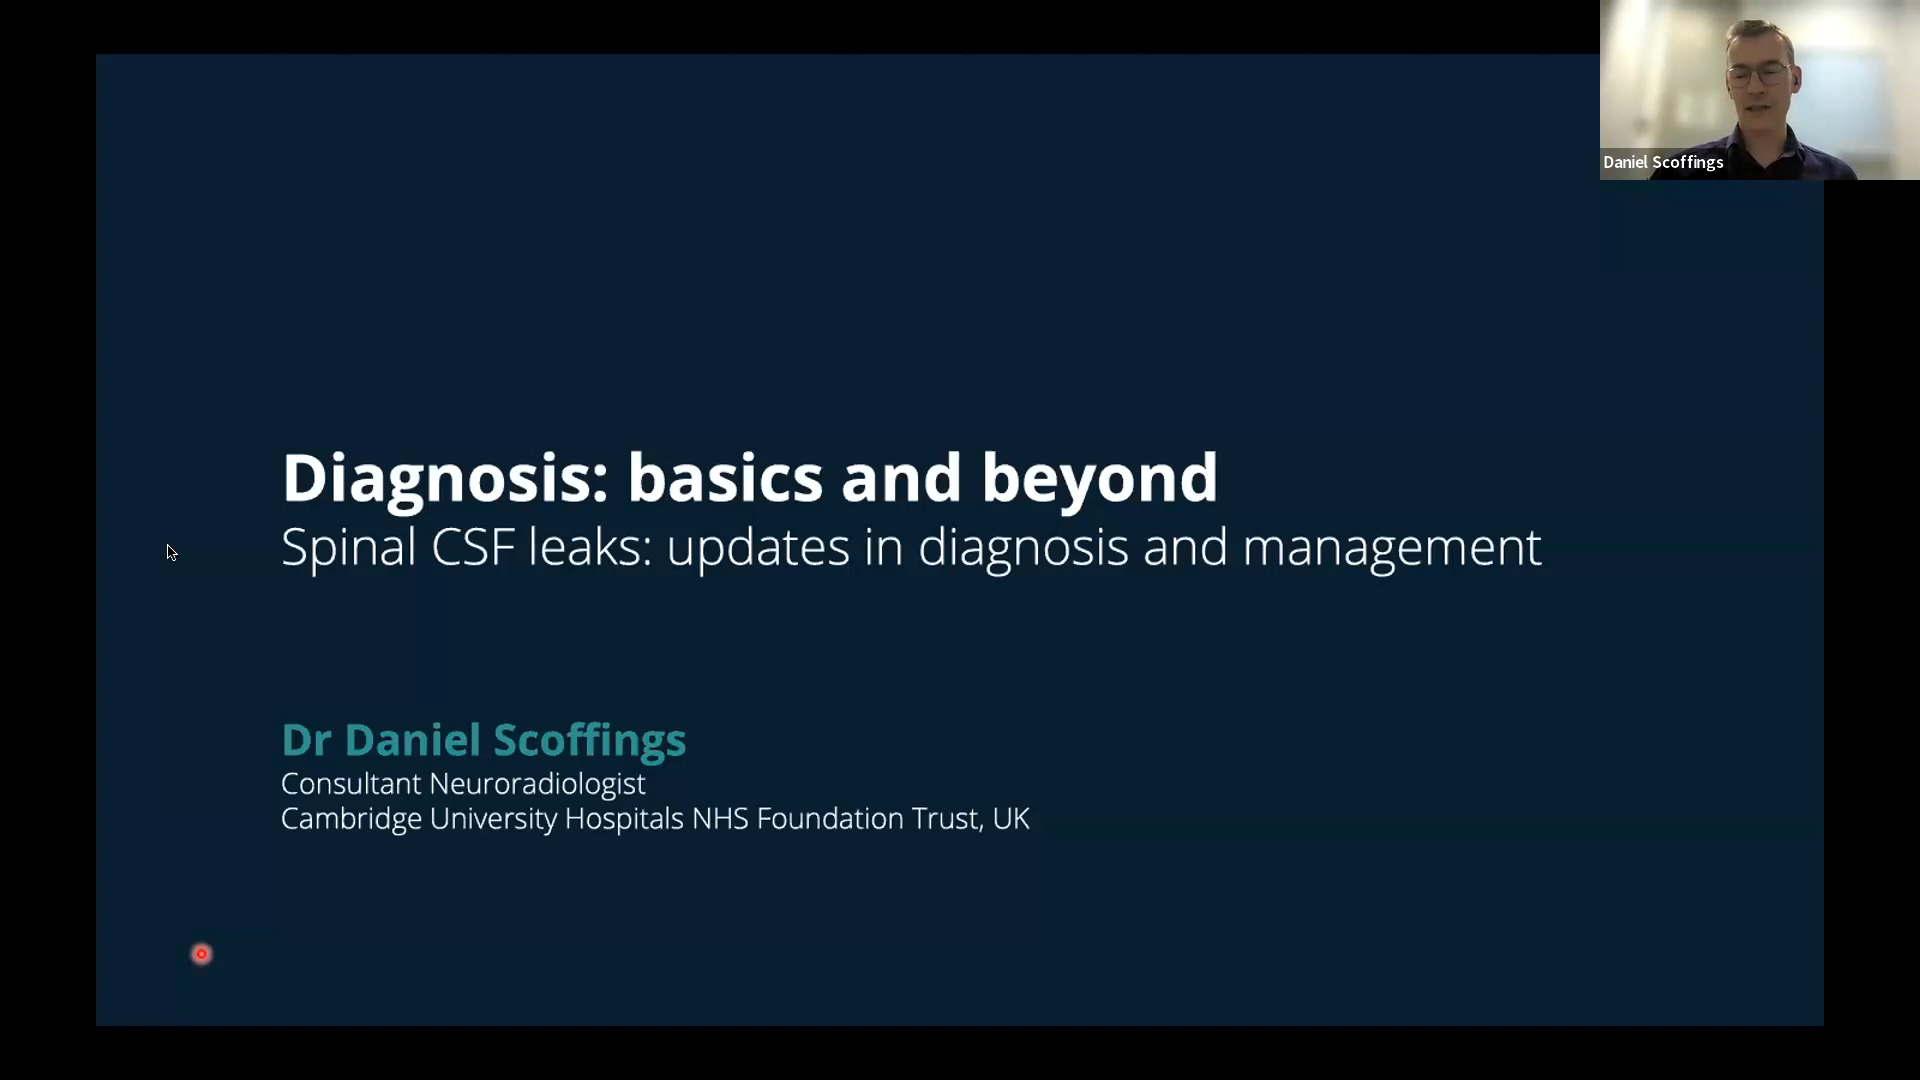 Daniel Scoffings
Diagnosis: basics and beyond
Spinal CSF leaks: updates in diagnosis and management
Dr Daniel Scoffings
Consultant Neuroradiologist
Cambridge University Hospitals NHS Foundation Trust, UK